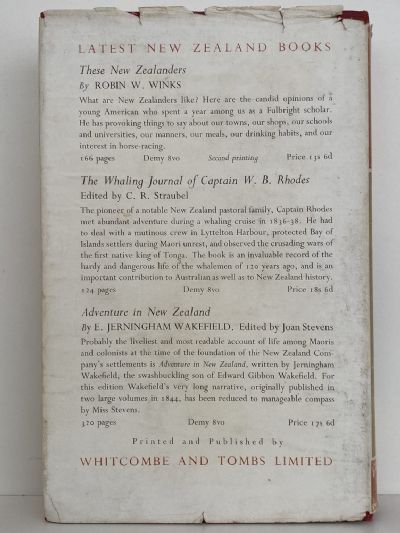 LATEST NEW ZEALAND BOOKS
These New Zealanders
By ROBIN W. WINKS
What are New Zealanders like? Here are the candid opinions of a
young American who spent a year among us as a Fulbright scholar.
He has provoking things to say about our towns, our shops, our schools
and universities, our manners, our meals, our drinking habits, and our
interest in horse-racing.
166 pages Demy 8vo Second printing Price 13s 6d
The Whaling Journal of Captain W. B. Rhodes
Edited by C. R. Straubel
The pioneer of a notable New Zealand pastoral family, Captain Rhodes
met abundant adventure during a whaling cruise in 1836-38. He had
to deal with a mutinous crew in Lyttelton Harbour, protected Bay of
Islands settlers during Maori unrest, and observed the crusading wars of
the first native king of Tonga. The book is an invaluable record of the
hardy and dangerous life of the whalemen of 120 years ago, and is an
important contribution to Australian as well as to New Zealand history.
124 pages Demy 8vo Price 18s 6d
Adventure in New Zealand
By E. JERNINGHAM WAKEFIELD. Edited by Joan Stevens
Probably the liveliest and most readable account of life among Maoris
and colonists at the time of the foundation of the New Zealand Com-
pany's settlements is Adventure in New Zealand, written by Jerningham
Wakefield, the swashbuckling son of Edward Gibbon Wakefield. For
this edition Wakefield's very long narrative, originally published in
two large volumes in 1844, has been reduced to manageable compass
by Miss Stevens.
320 pages Demy 8vo Price 17s 6d
Printed and Published by
WHITCOMBE AND TOMBS LIMITED